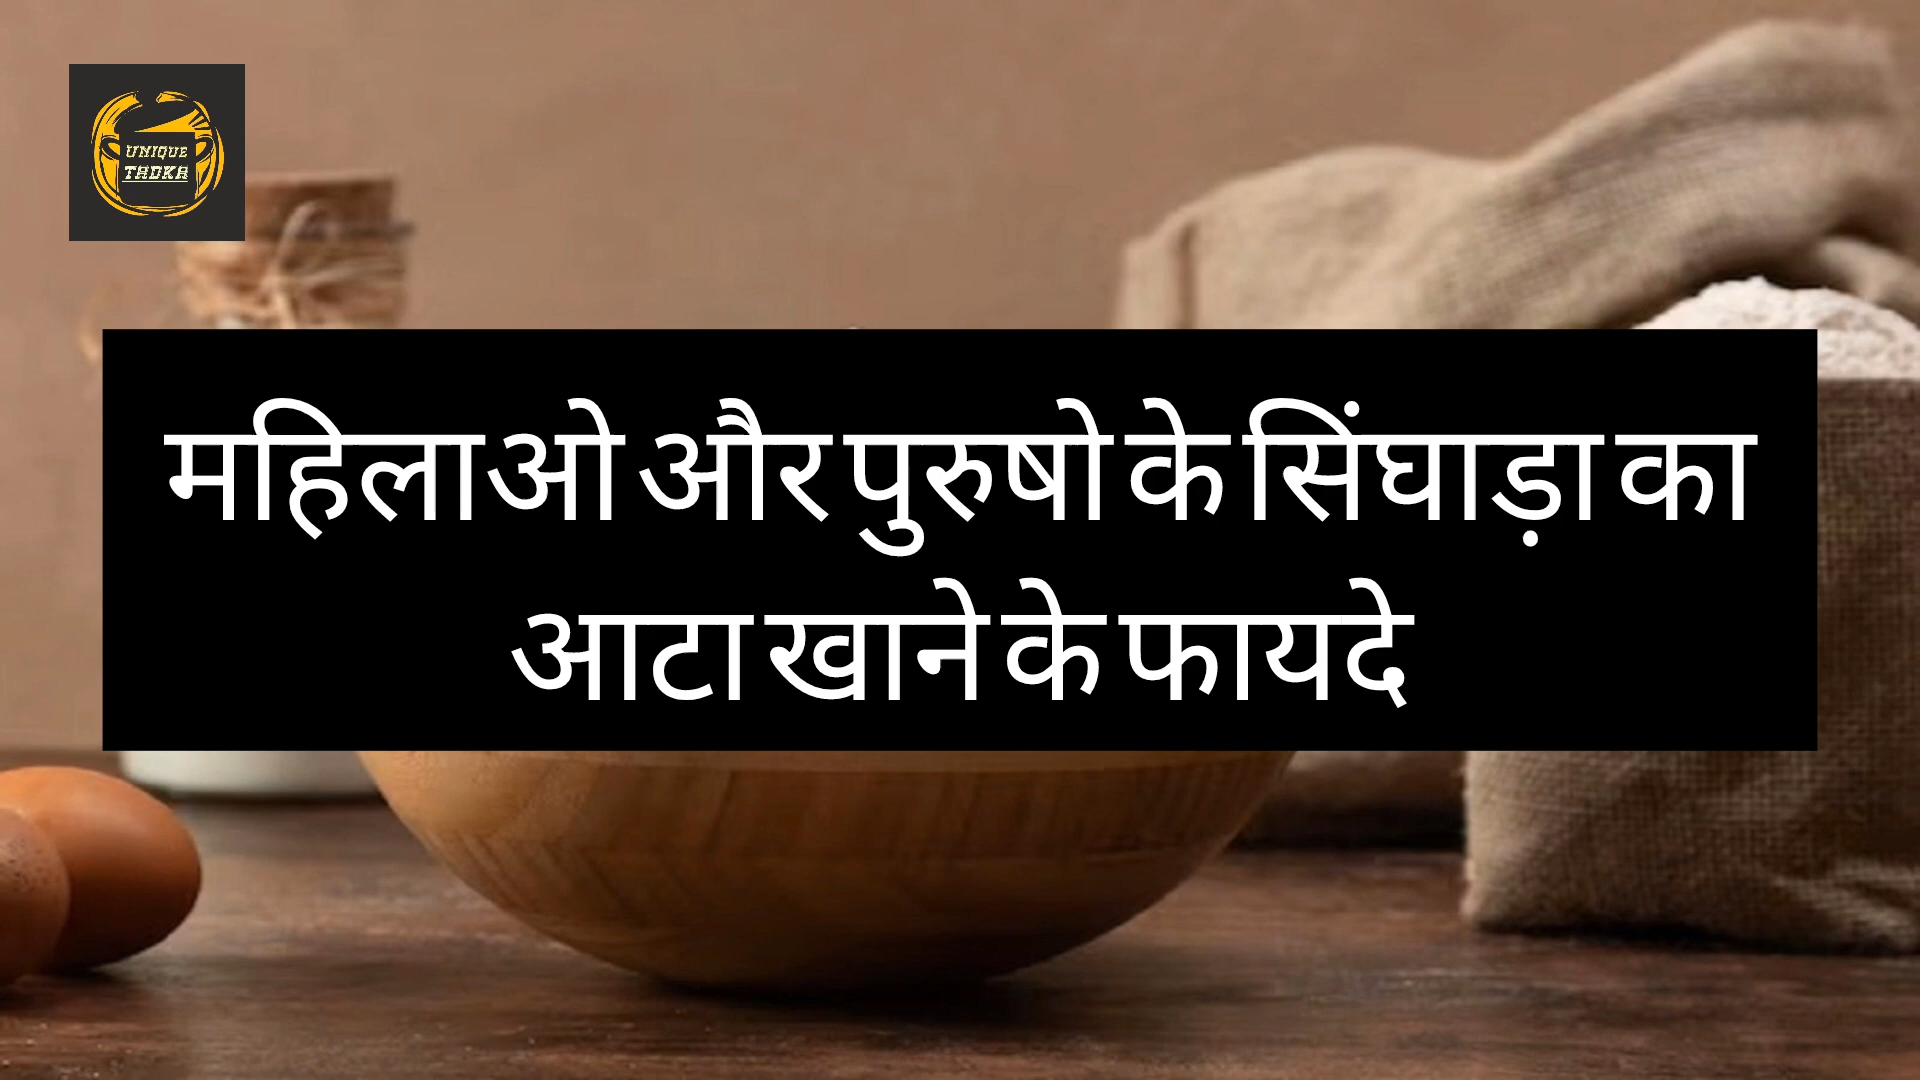 UNIQUE
TADKA
महिलाओ और पुरुषो के सिंघाड़ा का
आटा खाने के फायदे